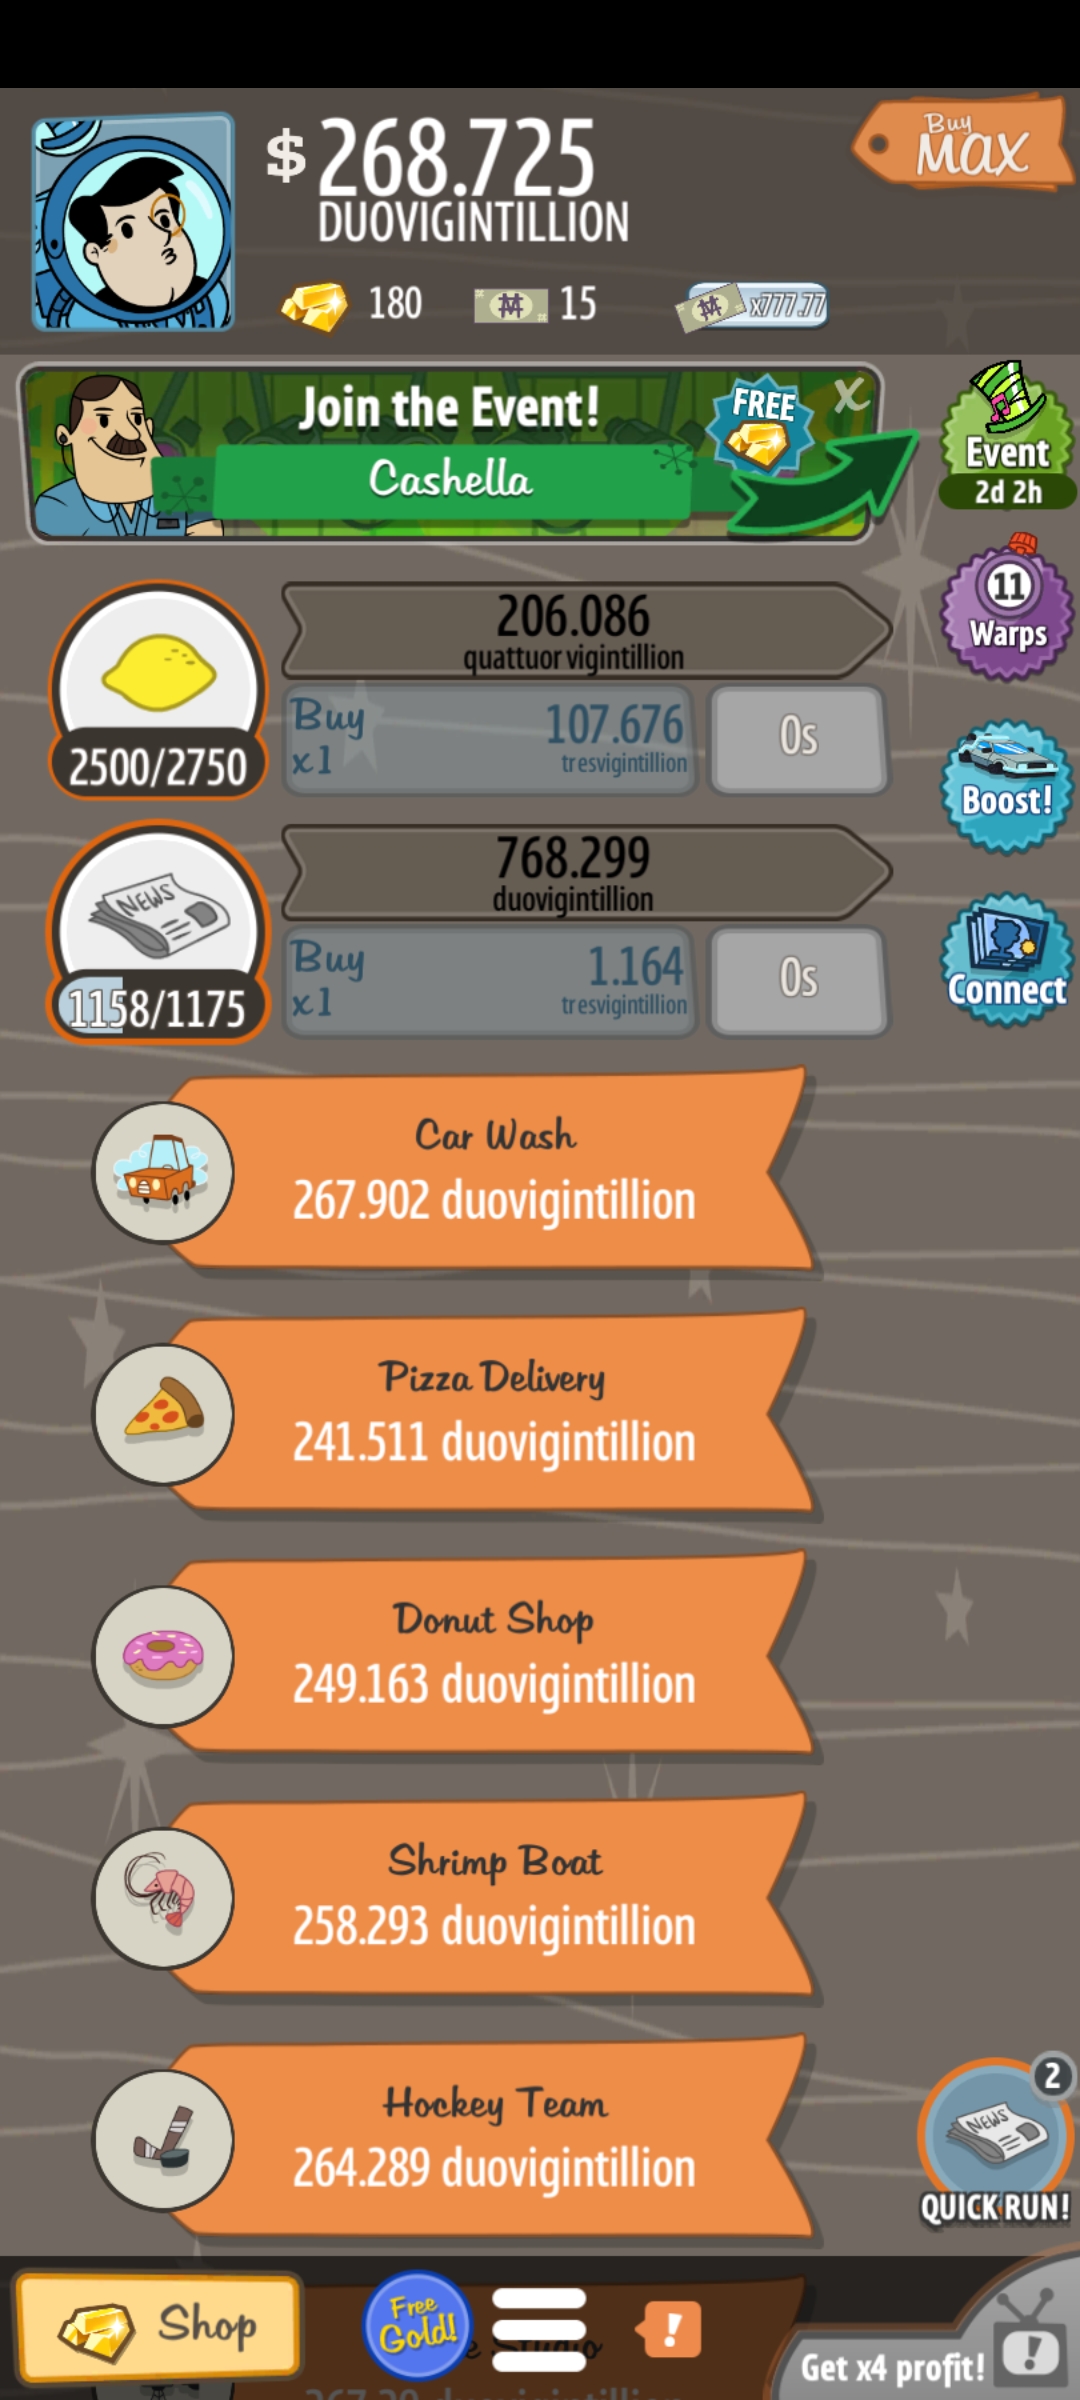 $ 268.725
DUOVIGINTILLION
Buy
MAX
180
15
x777.77
Join the Event!
Cashella
FREE
X
Event
2d 2h
206.086
quattuor vigintillion
2500/2750
Buy
x1
107.676
tresvigintillion
0s
11
Warps
Boost!
768.299
duovigintillion
NEWS
1158/1175
Buy
x1
1.164
tresvigintillion
0s
Connect
Car Wash
267.902 duovigintillion
Pizza Delivery
241.511 duovigintillion
Donut Shop
249.163 duovigintillion
Shrimp Boat
258.293 duovigintillion
Hockey Team
264.289 duovigintillion
2
NEWS
QUICK RUN!
Shop
Free
Gold!
!
Get x4 profit!
!